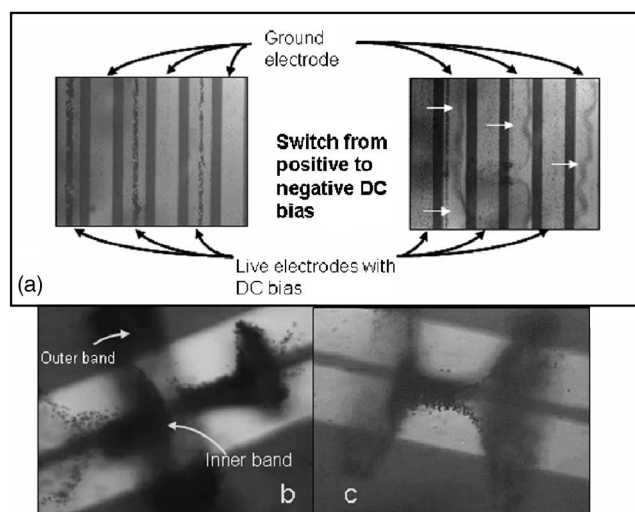 Ground
electrode
Switch from
positive to
negative DC
bias
Live electrodes with
DC bias
(a)
Outer band
Inner band
b
c